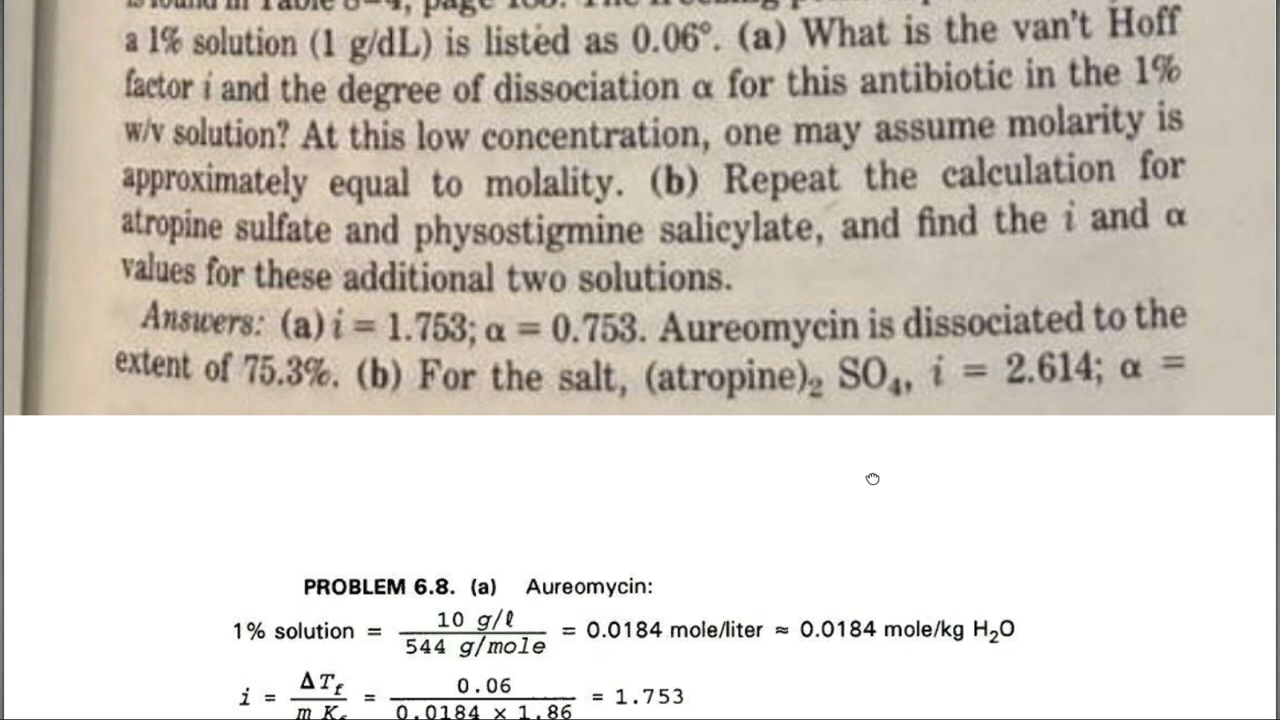 a 1% solution (1 g/dL) is listed as 0.06°. (a) What is the van't Hoff
factor i and the degree of dissociation α for this antibiotic in the 1%
w/v solution? At this low concentration, one may assume molarity is
approximately equal to molality. (b) Repeat the calculation for
atropine sulfate and physostigmine salicylate, and find the i and α
values for these additional two solutions.
Answers: (a) i = 1.753; α = 0.753. Aureomycin is dissociated to the
extent of 75.3%. (b) For the salt, (atropine)₂ SO₄, i = 2.614; α =
PROBLEM 6.8. (a) Aureomycin:
1% solution = 10 g/ℓ / 544 g/mole = 0.0184 mole/liter ≈ 0.0184 mole/kg H₂O
i = ΔT_f / m K_f = 0.06 / 0.0184 × 1.86 = 1.753